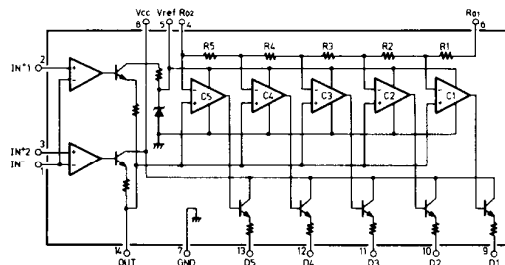 Vcc Vref Ro2 Ro1
8 5 4 6
R5 R4 R3 R2 R1
IN+1 2
C5 C4 C3 C2 C1
3
IN+2
IN- 1
14 7 13 12 11 10 9
OUT GND D5 D4 D3 D2 D1